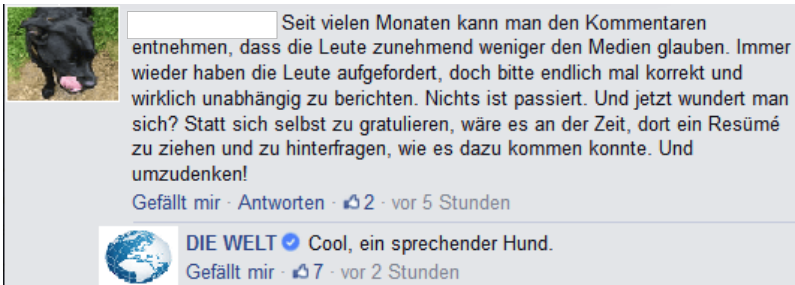 Seit vielen Monaten kann man den Kommentaren
entnehmen, dass die Leute zunehmend weniger den Medien glauben. Immer
wieder haben die Leute aufgefordert, doch bitte endlich mal korrekt und
wirklich unabhängig zu berichten. Nichts ist passiert. Und jetzt wundert man
sich? Statt sich selbst zu gratulieren, wäre es an der Zeit, dort ein Resümé
zu ziehen und zu hinterfragen, wie es dazu kommen konnte. Und
umzudenken!
Gefällt mir · Antworten · 2 · vor 5 Stunden
DIE WELT Cool, ein sprechender Hund.
Gefällt mir · 7 · vor 2 Stunden